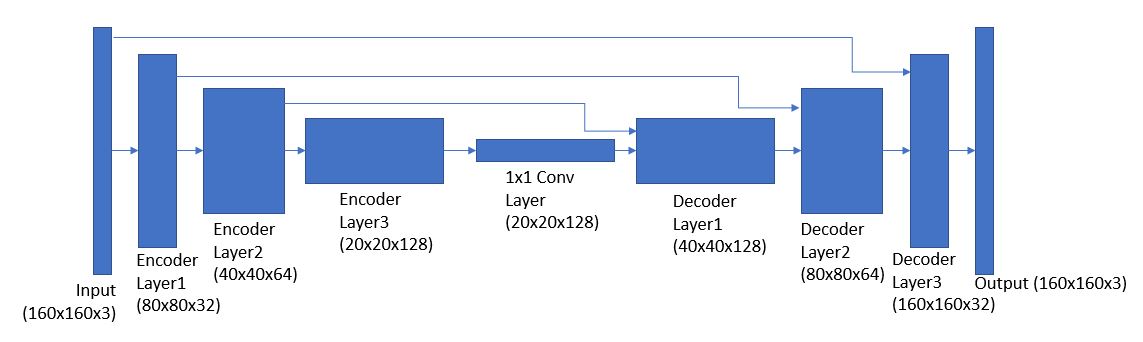 Input
(160x160x3)
Encoder
Layer1
(80x80x32)
Encoder
Layer2
(40x40x64)
Encoder
Layer3
(20x20x128)
1x1 Conv
Layer
(20x20x128)
Decoder
Layer1
(40x40x128)
Decoder
Layer2
(80x80x64)
Decoder
Layer3
(160x160x32)
Output (160x160x3)